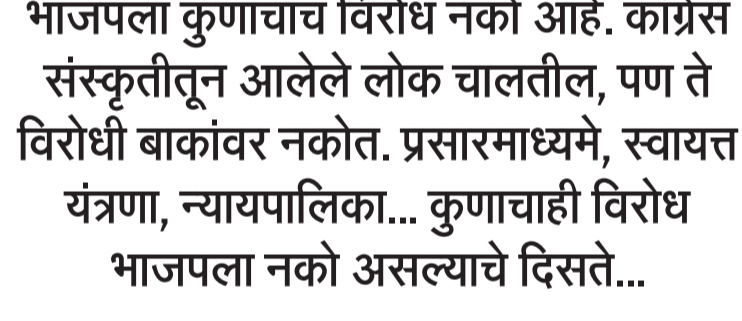 भाजपला कुणाचाच विरोध नको आहे. काँग्रेस
संस्कृतीतून आलेले लोक चालतील, पण ते
विरोधी बाकांवर नकोत. प्रसारमाध्यमे, स्वायत्त
यंत्रणा, न्यायपालिका... कुणाचाही विरोध
भाजपला नको असल्याचे दिसते...